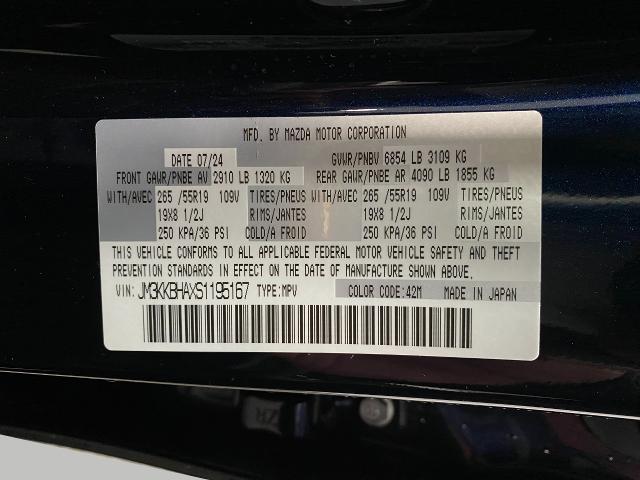 MFD. BY MAZDA MOTOR CORPORATION
DATE 07/24 GVWR/PNBV 6854 LB 3109 KG
FRONT GAWR/PNBE AV 2910 LB 1320 KG REAR GAWR/PNBE AR 4090 LB 1855 KG
WITH/AVEC 265 /55R19 109W TIRES/PNEUS WITH/AVEC 265 /55R19 109W TIRES/PNEUS
19X8 1/2J RIMS/JANTES 19X8 1/2J RIMS/JANTES
250 KPA/36 PSI COLD/A FROID 250 KPA/36 PSI COLD/A FROID
THIS VEHICLE CONFORMS TO ALL APPLICABLE FEDERAL MOTOR VEHICLE SAFETY AND THEFT
PREVENTION STANDARDS IN EFFECT ON THE DATE OF MANUFACTURE SHOWN ABOVE.
VIN: JM3KKBHAXS1195167 TYPE:MPV COLOR CODE:42M MADE IN JAPAN